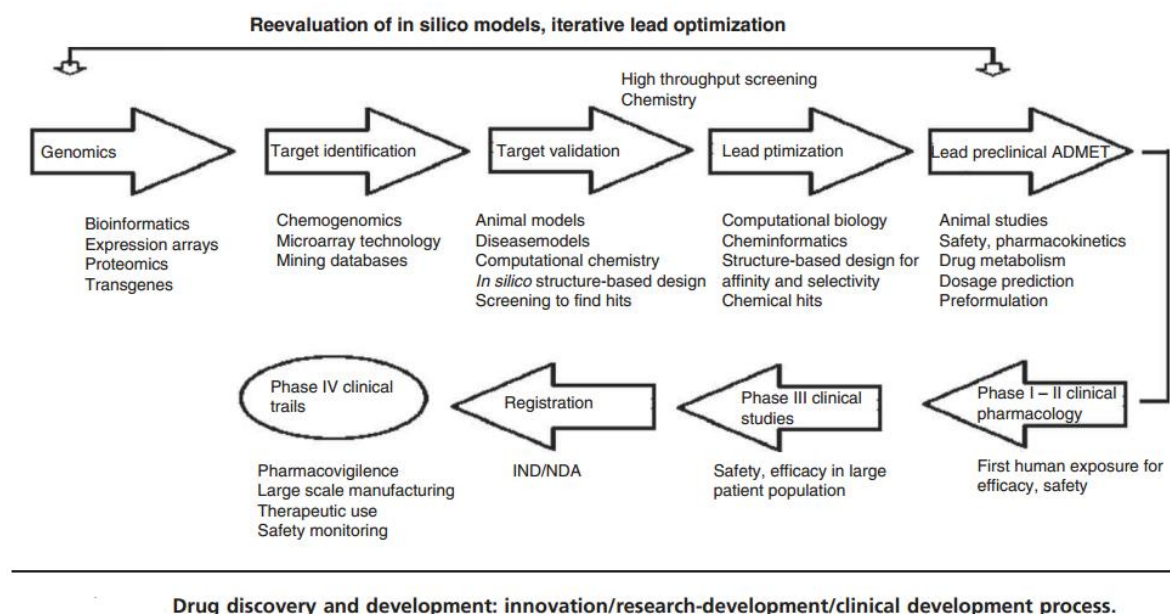 Reevaluation of in silico models, iterative lead optimization
High throughput screening
Chemistry
Genomics
Target identification
Target validation
Lead ptimization
Lead preclinical ADMET
Bioinformatics
Expression arrays
Proteomics
Transgenes
Chemogenomics
Microarray technology
Mining databases
Animal models
Diseasemodels
Computational chemistry
In silico structure-based design
Screening to find hits
Computational biology
Cheminformatics
Structure-based design for
affinity and selectivity
Chemical hits
Animal studies
Safety, pharmacokinetics
Drug metabolism
Dosage prediction
Preformulation
Phase I – II clinical
pharmacology
First human exposure for
efficacy, safety
Phase III clinical
studies
Safety, efficacy in large
patient population
Registration
IND/NDA
Phase IV clinical
trails
Pharmacovigilence
Large scale manufacturing
Therapeutic use
Safety monitoring
Drug discovery and development: innovation/research-development/clinical development process.